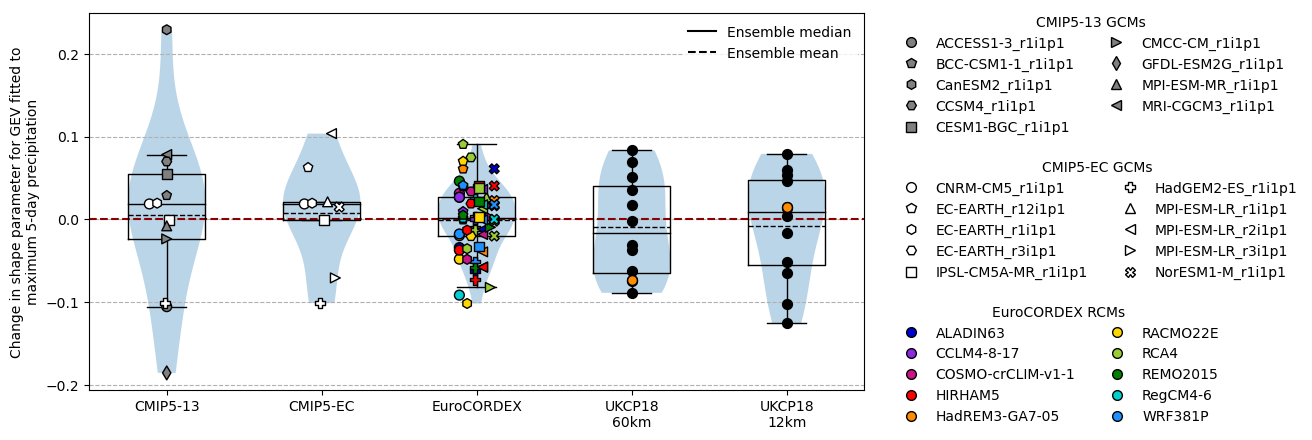 Change in shape parameter for GEV fitted to
maximum 5-day precipitation
0.2
0.1
0.0
−0.1
−0.2
CMIP5-13
CMIP5-EC
EuroCORDEX
UKCP18
60km
UKCP18
12km
Ensemble median
Ensemble mean
CMIP5-13 GCMs
ACCESS1-3_r1i1p1
BCC-CSM1-1_r1i1p1
CanESM2_r1i1p1
CCSM4_r1i1p1
CESM1-BGC_r1i1p1
CMCC-CM_r1i1p1
GFDL-ESM2G_r1i1p1
MPI-ESM-MR_r1i1p1
MRI-CGCM3_r1i1p1
CMIP5-EC GCMs
CNRM-CM5_r1i1p1
EC-EARTH_r12i1p1
EC-EARTH_r1i1p1
EC-EARTH_r3i1p1
IPSL-CM5A-MR_r1i1p1
HadGEM2-ES_r1i1p1
MPI-ESM-LR_r1i1p1
MPI-ESM-LR_r2i1p1
MPI-ESM-LR_r3i1p1
NorESM1-M_r1i1p1
EuroCORDEX RCMs
ALADIN63
CCLM4-8-17
COSMO-crCLIM-v1-1
HIRHAM5
HadREM3-GA7-05
RACMO22E
RCA4
REMO2015
RegCM4-6
WRF381P